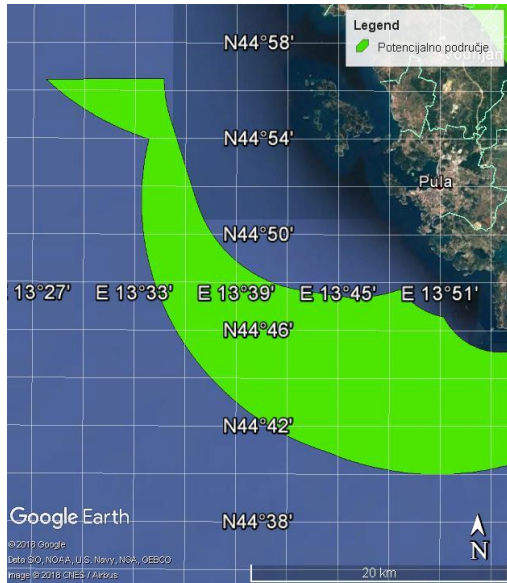 Legend
Potencijalno područje
Vodnjan
N44°58'
N44°54'
Pula
N44°50'
E 13°27' E 13°33' E 13°39' E 13°45' E 13°51'
N44°46'
N44°42'
N44°38'
Google Earth
©2018 Google
Data SIO, NOAA, U.S. Navy, NGA, GEBCO
Image © 2018 CNES / Airbus
20 km
N